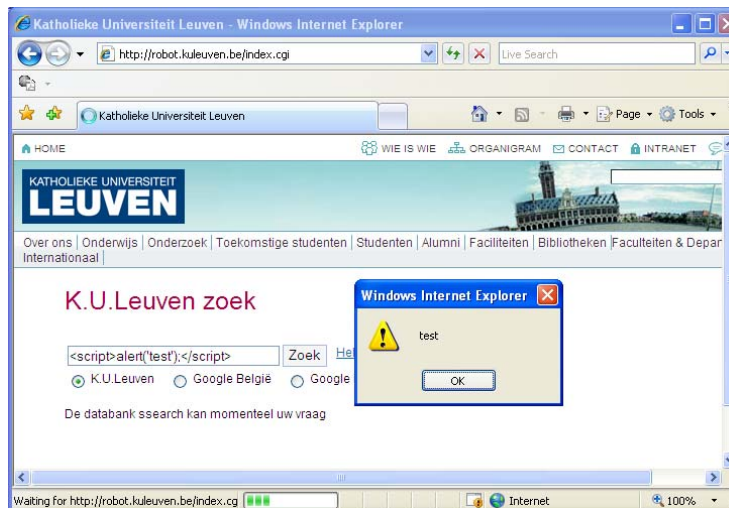 Katholieke Universiteit Leuven - Windows Internet Explorer
http://robot.kuleuven.be/index.cgi
Live Search
Katholieke Universiteit Leuven
Page
Tools
HOME
WIE IS WIE
ORGANIGRAM
CONTACT
INTRANET
KATHOLIEKE UNIVERSITEIT
LEUVEN
Over ons | Onderwijs | Onderzoek | Toekomstige studenten | Studenten | Alumni | Faciliteiten | Bibliotheken | Faculteiten & Depar
Internationaal |
K.U.Leuven zoek
Windows Internet Explorer
test
OK
<script>alert('test');</script>
Zoek
Hel
K.U.Leuven
Google België
Google
De databank ssearch kan momenteel uw vraag
Waiting for http://robot.kuleuven.be/index.cg
Internet
100%